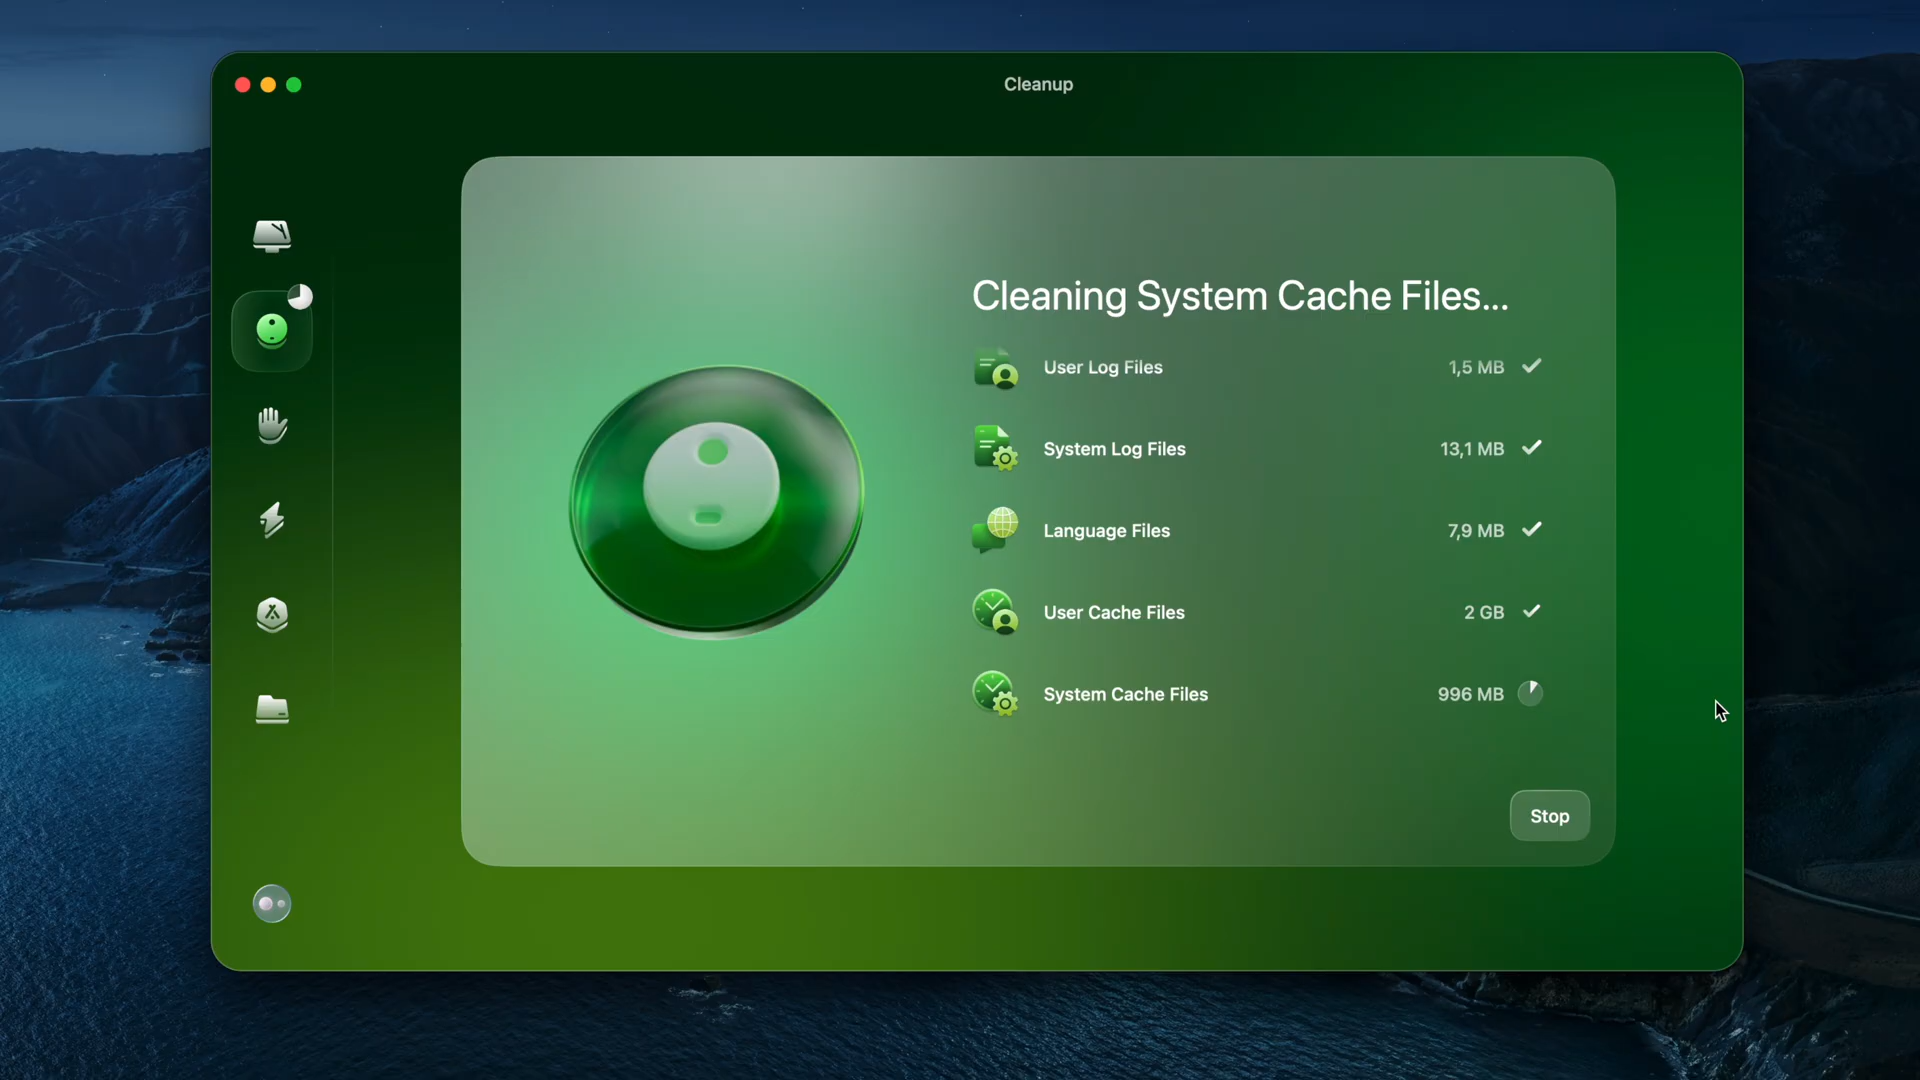 Cleanup
Cleaning System Cache Files...
User Log Files 1,5 MB
System Log Files 13,1 MB
Language Files 7,9 MB
User Cache Files 2 GB
System Cache Files 996 MB
Stop